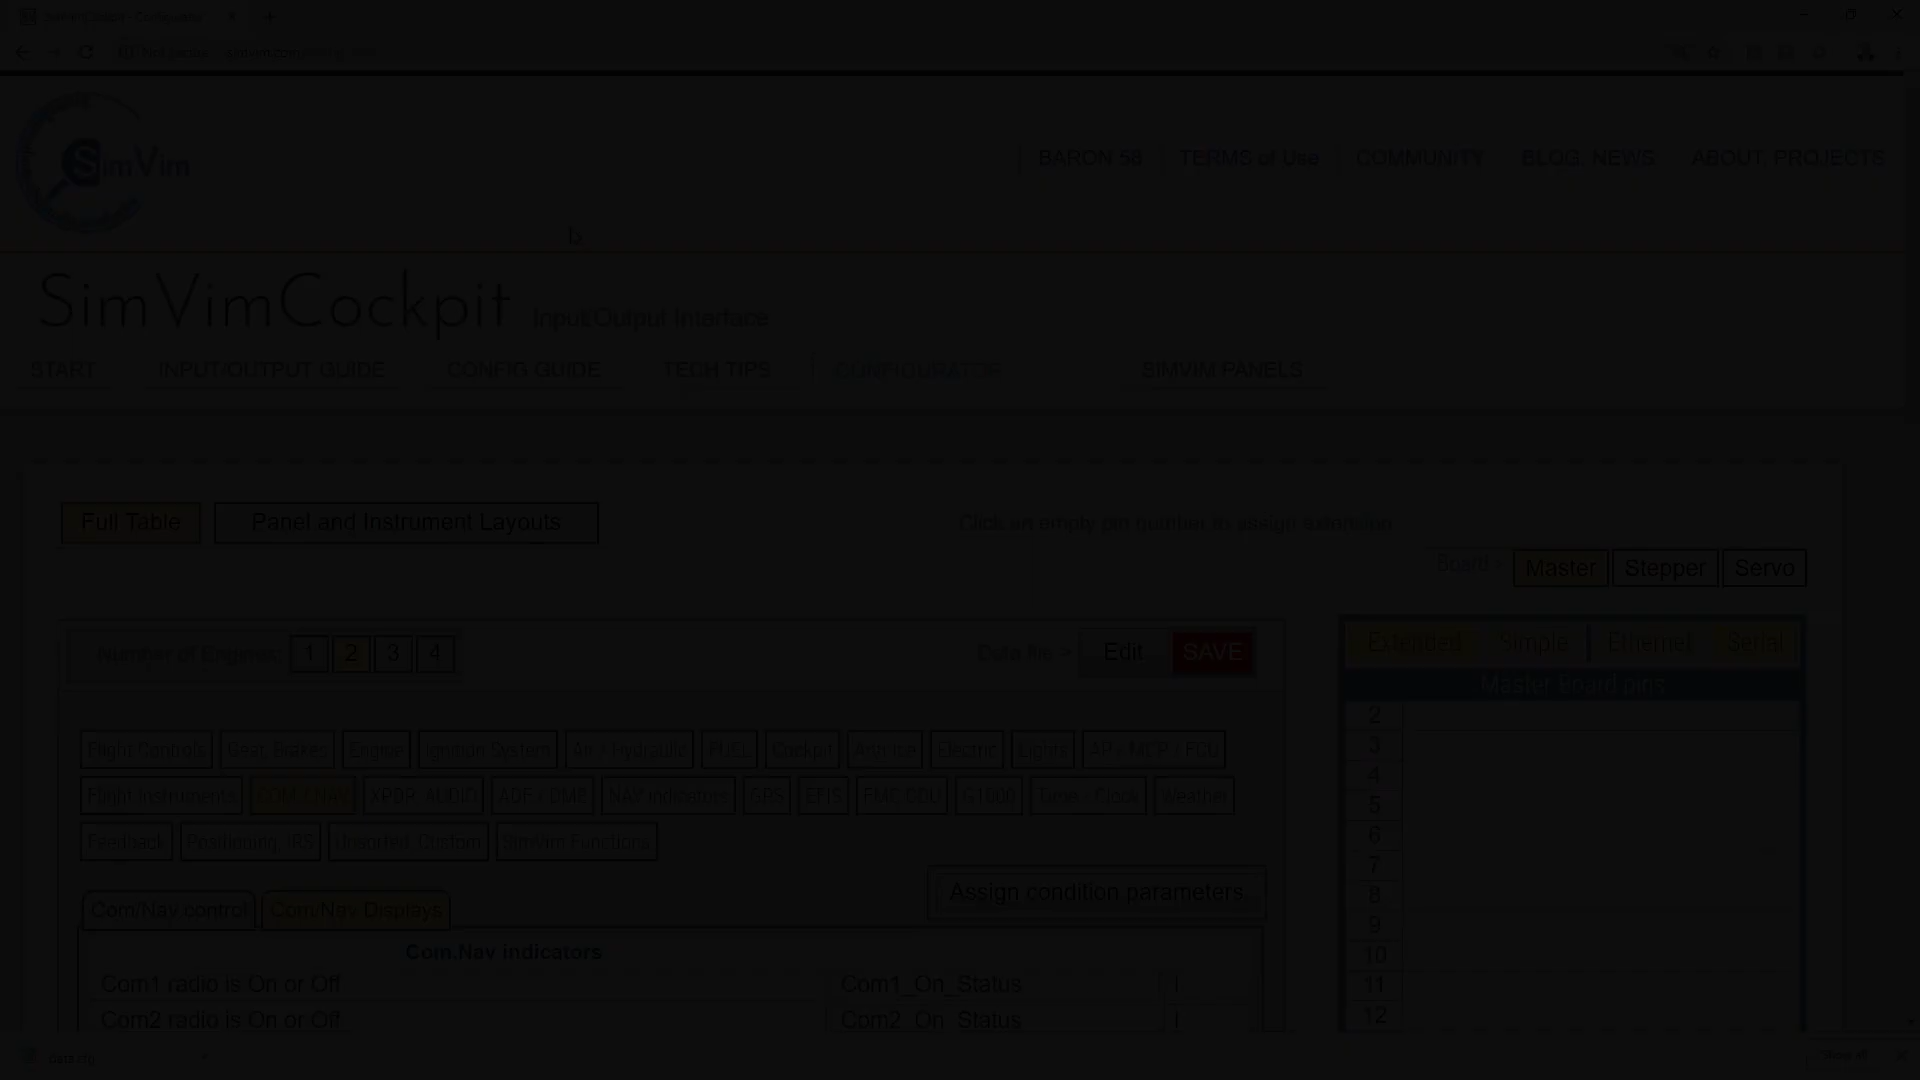 SimVim
BARON 58
TERMS of Use
COMMUNITY
BLOG, NEWS
ABOUT, PROJECTS
SimVimCockpit Input/Output Interface
START
INPUT/OUTPUT GUIDE
CONFIG GUIDE
TECH TIPS
CONFIGURATOR
SIMVIM PANELS
Full Table
Panel and Instrument Layouts
Click an empty pin number to assign extension
Board >
Master
Stepper
Servo
Number of Engines:
1
2
3
4
Data file >
Edit
SAVE
Extended
Simple
Ethernet
Serial
Master Board pins
Flight Controls
Gear, Brakes
Engine
Ignition System
Air / Hydraulic
FUEL
Cockpit
Anti-Ice
Electric
Lights
AP / MCP / FCU
Flight Instruments
COM / NAV
XPDR, AUDIO
ADF / DME
NAV Indicators
GPS
EFIS
FMC CDU
G1000
Time / Clock
Weather
Feedback
Positioning, IRS
Unsorted, Custom
SimVim Functions
Com/Nav control
Com/Nav Displays
Assign condition parameters
Com.Nav indicators
Com1 radio is On or Off
Com1_On_Status
Com2 radio is On or Off
Com2_On_Status
2
3
4
5
6
7
8
9
10
11
12
data.cfg
Show all